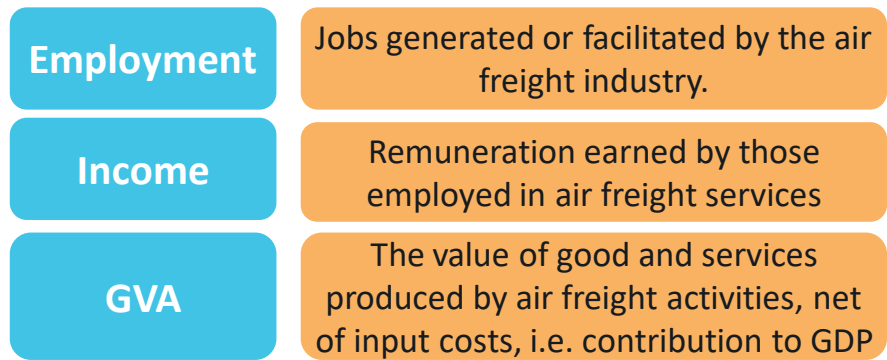 Employment
Jobs generated or facilitated by the air
freight industry.
Income
Remuneration earned by those
employed in air freight services
GVA
The value of good and services
produced by air freight activities, net
of input costs, i.e. contribution to GDP